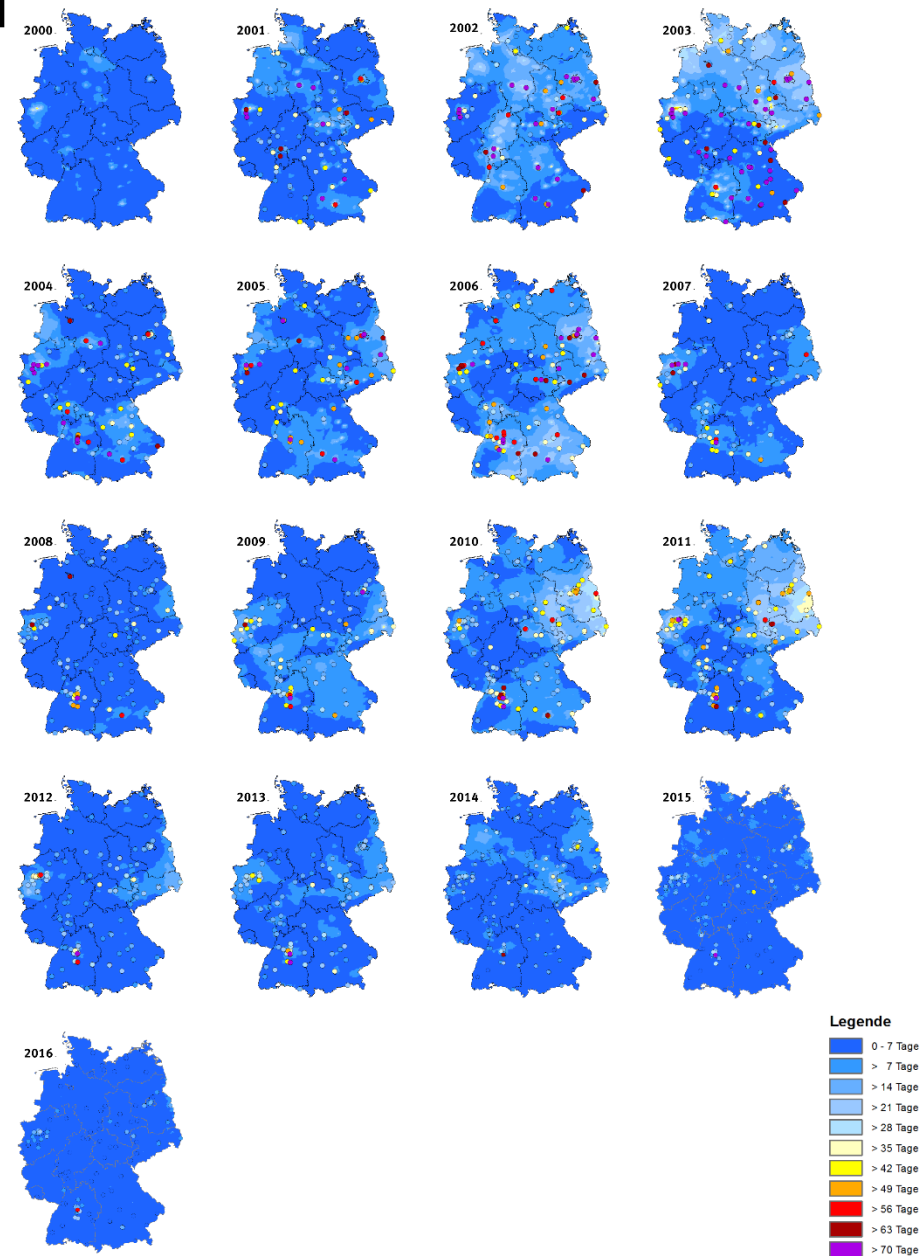 2000
2001
2002
2003
2004
2005
2006
2007
2008
2009
2010
2011
2012
2013
2014
2015
2016
Legende
0 - 7 Tage
> 7 Tage
> 14 Tage
> 21 Tage
> 28 Tage
> 35 Tage
> 42 Tage
> 49 Tage
> 56 Tage
> 63 Tage
> 70 Tage